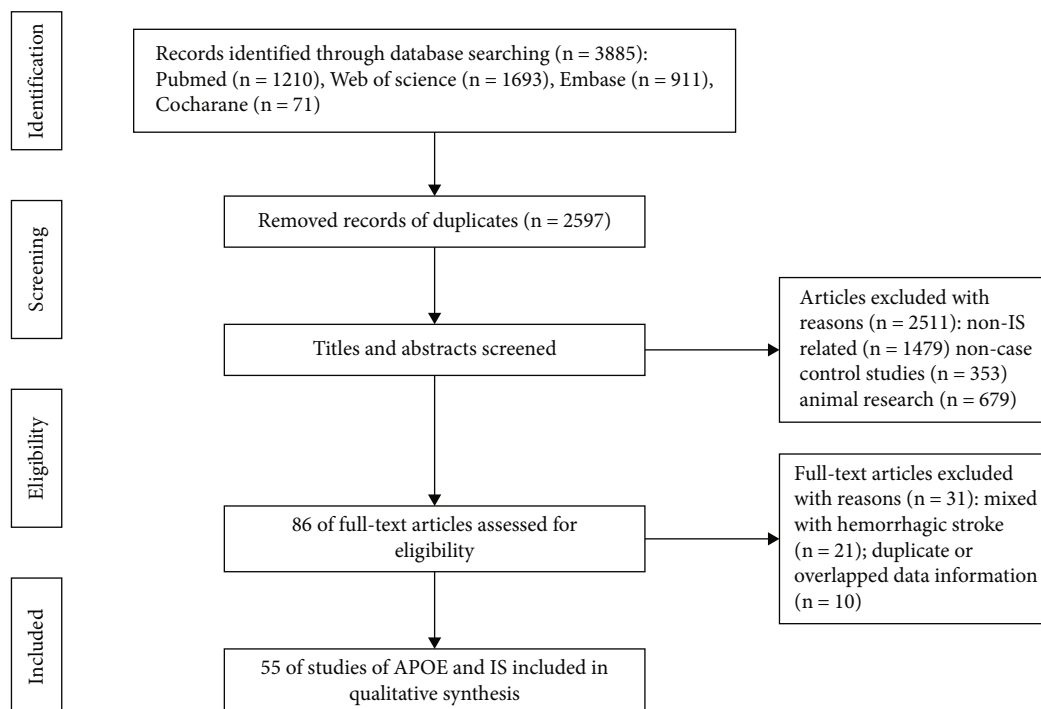 Identification
Records identified through database searching (n = 3885):
Pubmed (n = 1210), Web of science (n = 1693), Embase (n = 911),
Cocharane (n = 71)
Screening
Removed records of duplicates (n = 2597)
Titles and abstracts screened
Articles excluded with
reasons (n = 2511): non-IS
related (n = 1479) non-case
control studies (n = 353)
animal research (n = 679)
Eligibility
86 of full-text articles assessed for
eligibility
Full-text articles excluded
with reasons (n = 31): mixed
with hemorrhagic stroke
(n = 21); duplicate or
overlapped data information
(n = 10)
Included
55 of studies of APOE and IS included in
qualitative synthesis